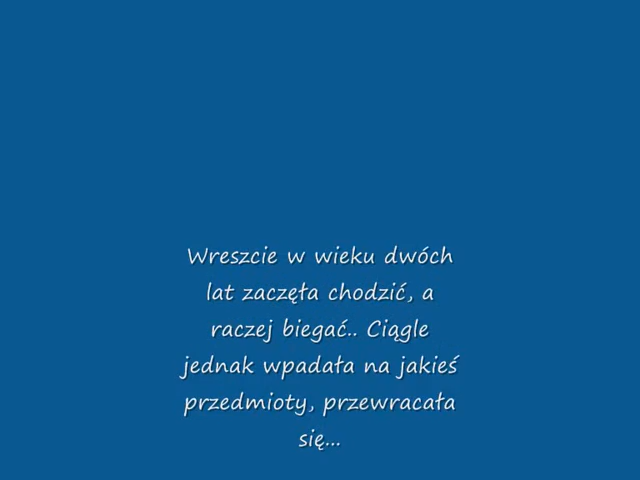 Wreszcie w wieku dwóch
lat zaczęła chodzić, a
raczej biegać.. Ciągle
jednak wpadała na jakieś
przedmioty, przewracała
się...